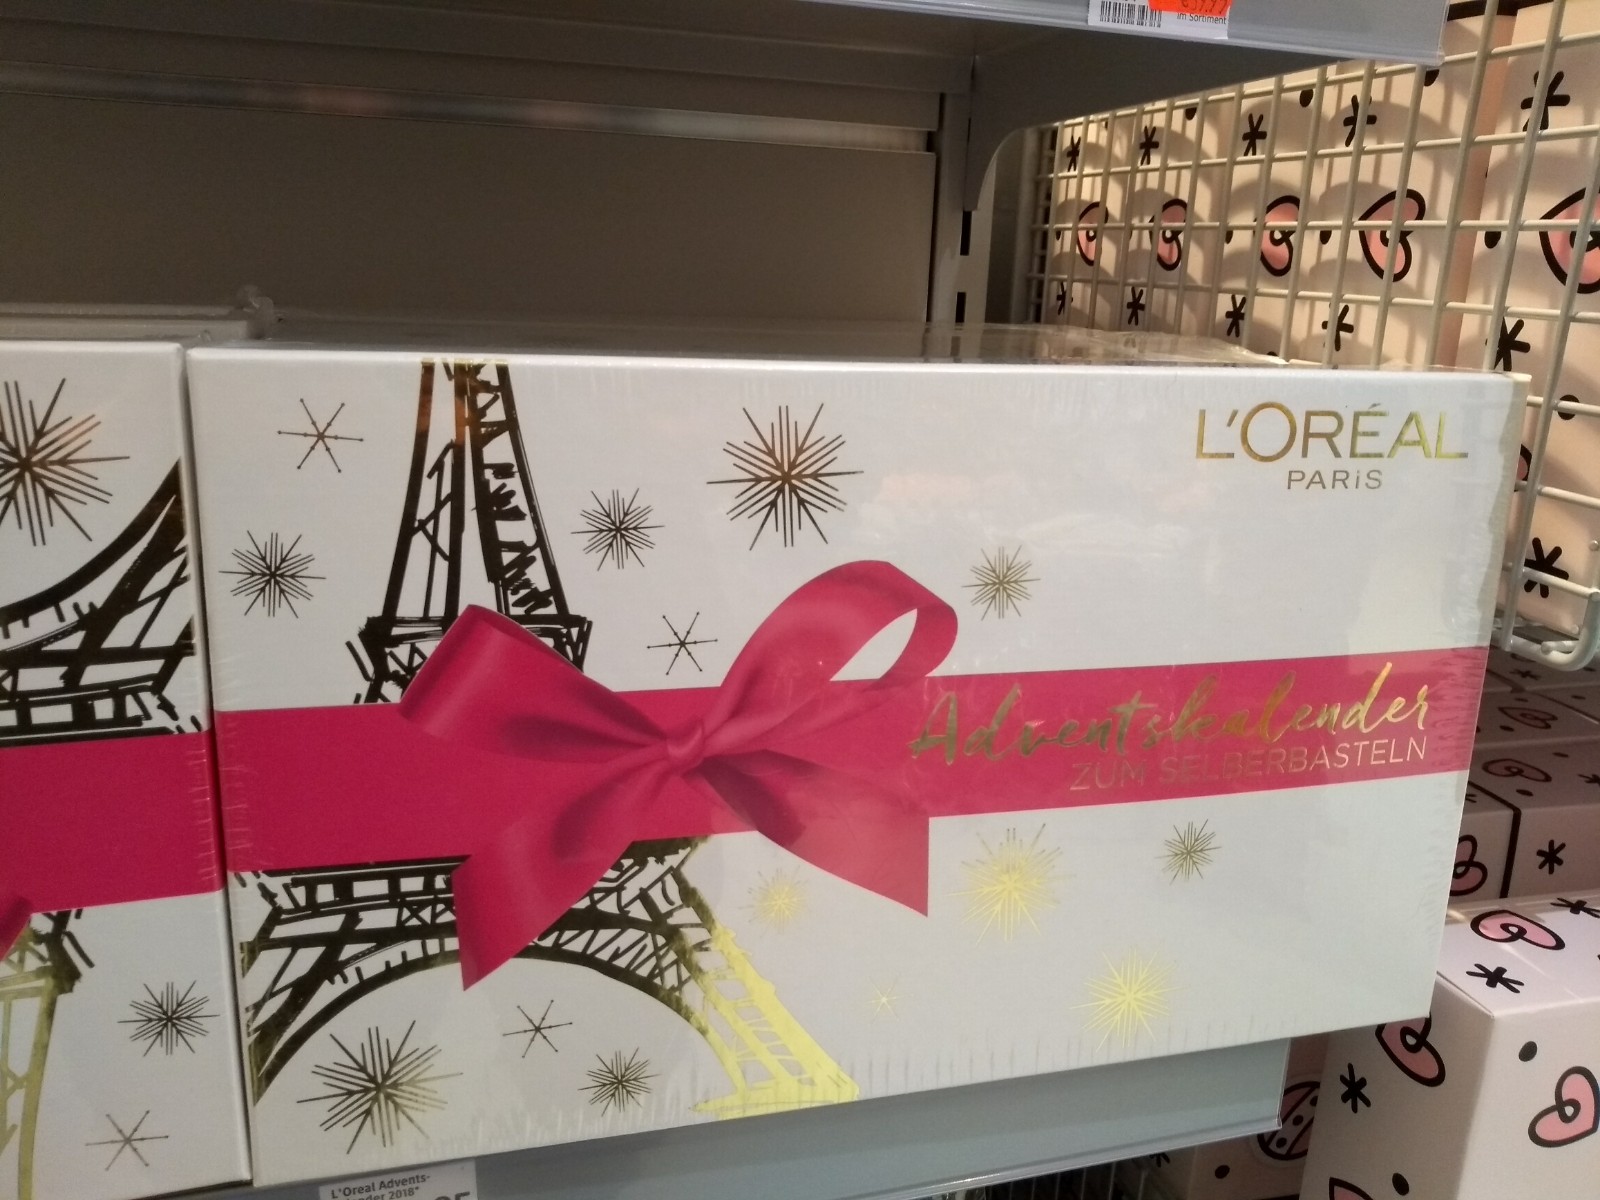 im Sortiment
L'ORÉAL
PARiS
Adventskalender
ZUM SELBERBASTELN
L'Oreal Advents-